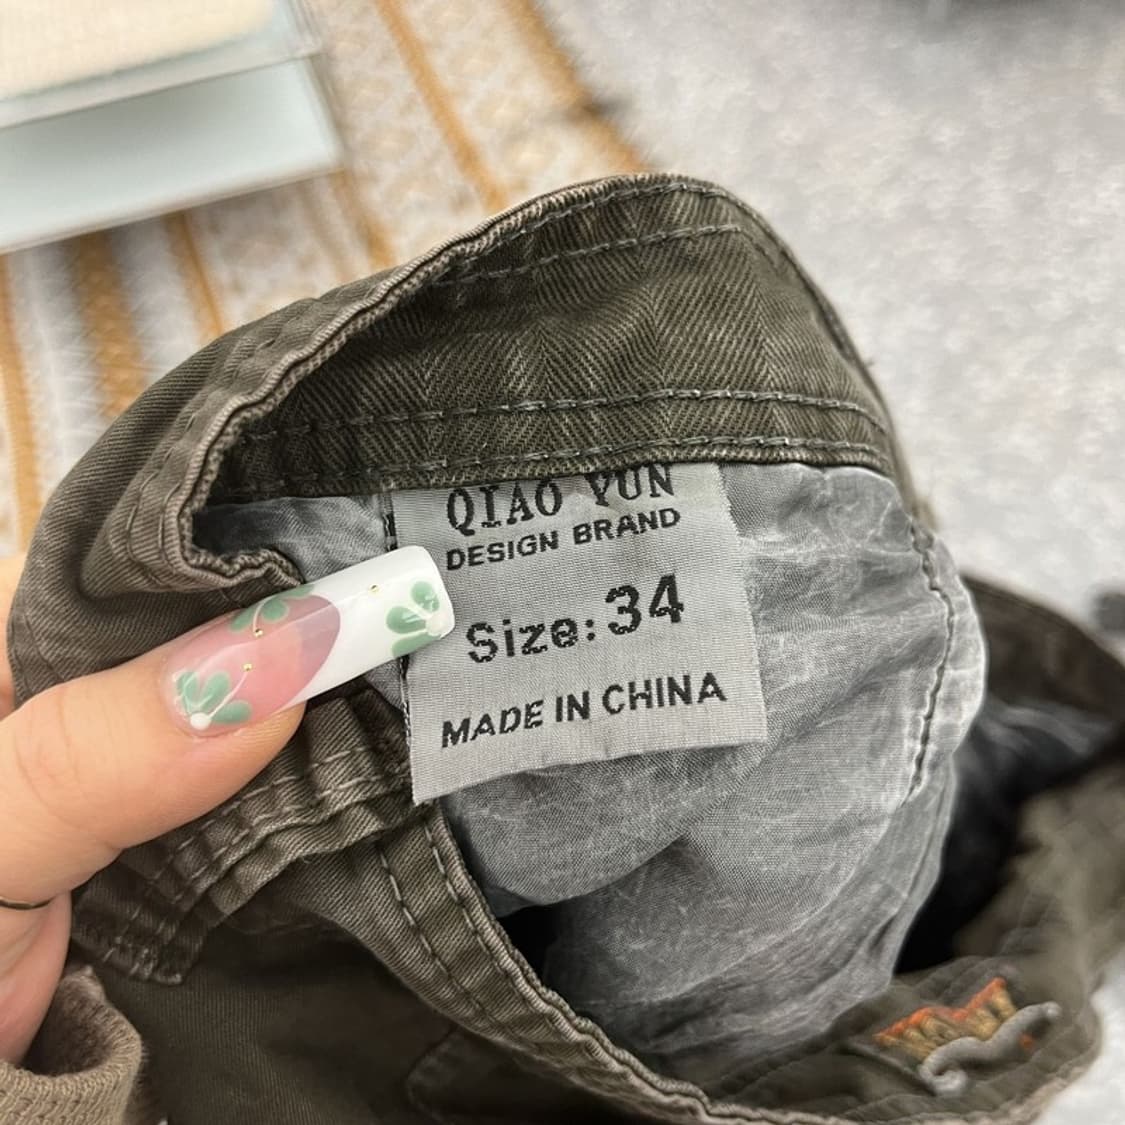 QIAO YUN
DESIGN BRAND
Size: 34
MADE IN CHINA